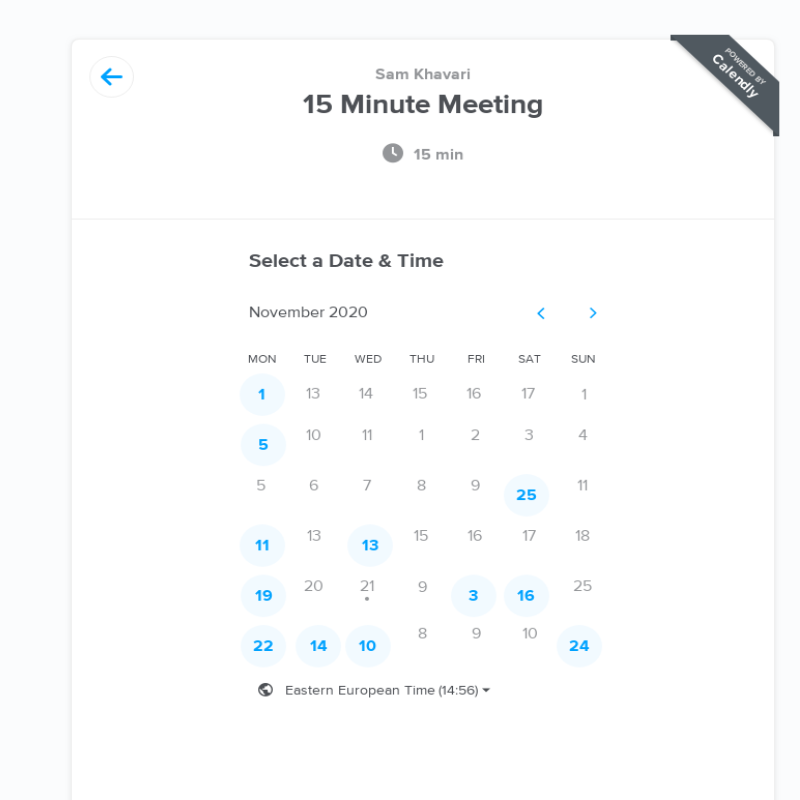 Sam Khavari
15 Minute Meeting
POWERED BY
Calendly
15 min
Select a Date & Time
November 2020
MON TUE WED THU FRI SAT SUN
1 13 14 15 16 17 1
5 10 11 1 2 3 4
5 6 7 8 9 25 11
11 13 13 15 16 17 18
19 20 21 9 3 16 25
22 14 10 8 9 10 24
Eastern European Time (14:56)